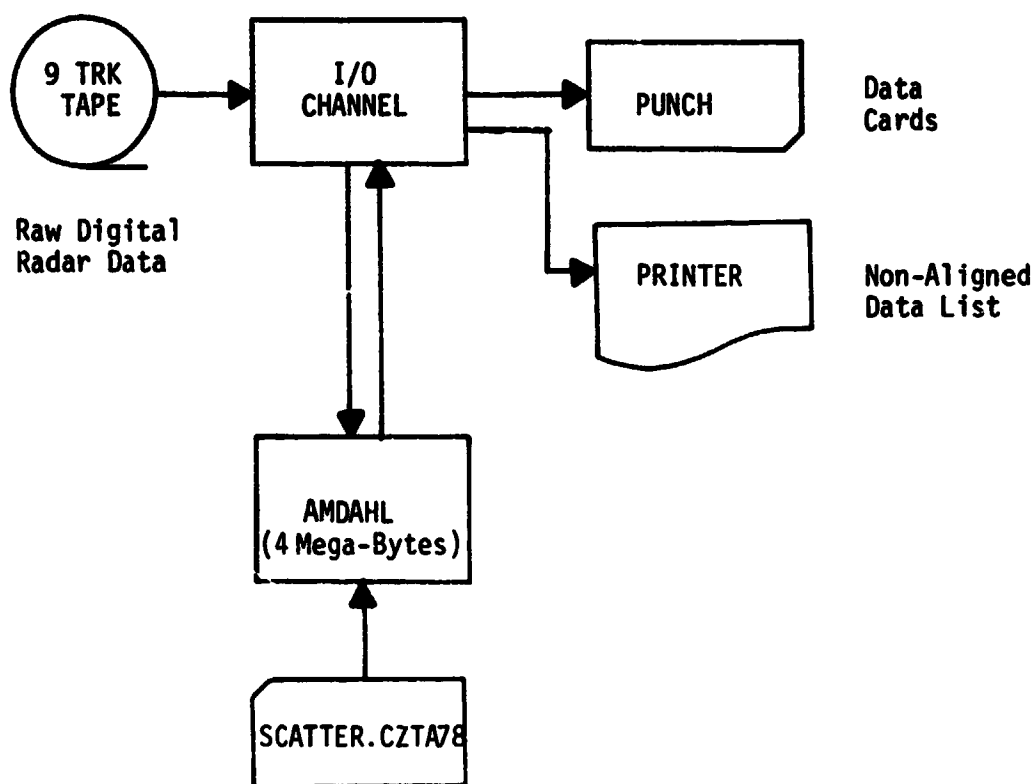 9 TRK
TAPE
I/O
CHANNEL
PUNCH
Data
Cards
Raw Digital
Radar Data
PRINTER
Non-Aligned
Data List
AMDAHL
(4 Mega-Bytes)
SCATTER.CZTA78